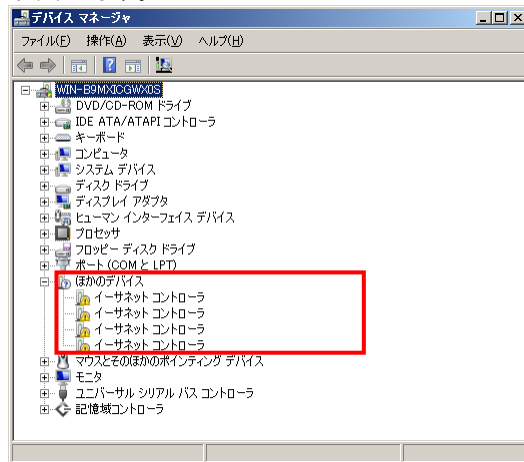 デバイス マネージャ
ファイル(F) 操作(A) 表示(V) ヘルプ(H)
WIN-B9MXICGWX0S
DVD/CD-ROM ドライブ
IDE ATA/ATAPI コントローラ
キーボード
コンピュータ
システム デバイス
ディスク ドライブ
ディスプレイ アダプタ
ヒューマン インターフェイス デバイス
プロセッサ
フロッピー ディスク ドライブ
ポート (COM と LPT)
ほかのデバイス
イーサネット コントローラ
イーサネット コントローラ
イーサネット コントローラ
イーサネット コントローラ
マウスとそのほかのポインティング デバイス
モニタ
ユニバーサル シリアル バス コントローラ
記憶域コントローラ